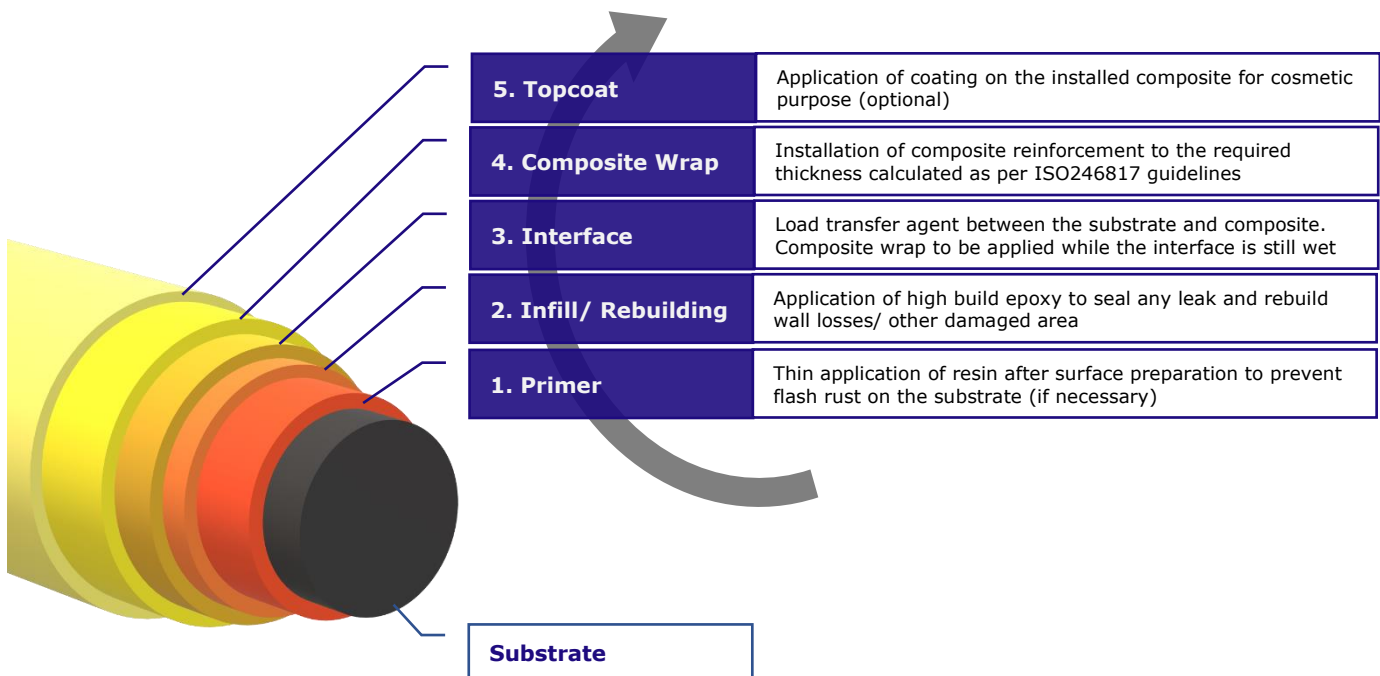 5. Topcoat
Application of coating on the installed composite for cosmetic
purpose (optional)
4. Composite Wrap
Installation of composite reinforcement to the required
thickness calculated as per ISO246817 guidelines
3. Interface
Load transfer agent between the substrate and composite.
Composite wrap to be applied while the interface is still wet
2. Infill/ Rebuilding
Application of high build epoxy to seal any leak and rebuild
wall losses/ other damaged area
1. Primer
Thin application of resin after surface preparation to prevent
flash rust on the substrate (if necessary)
Substrate